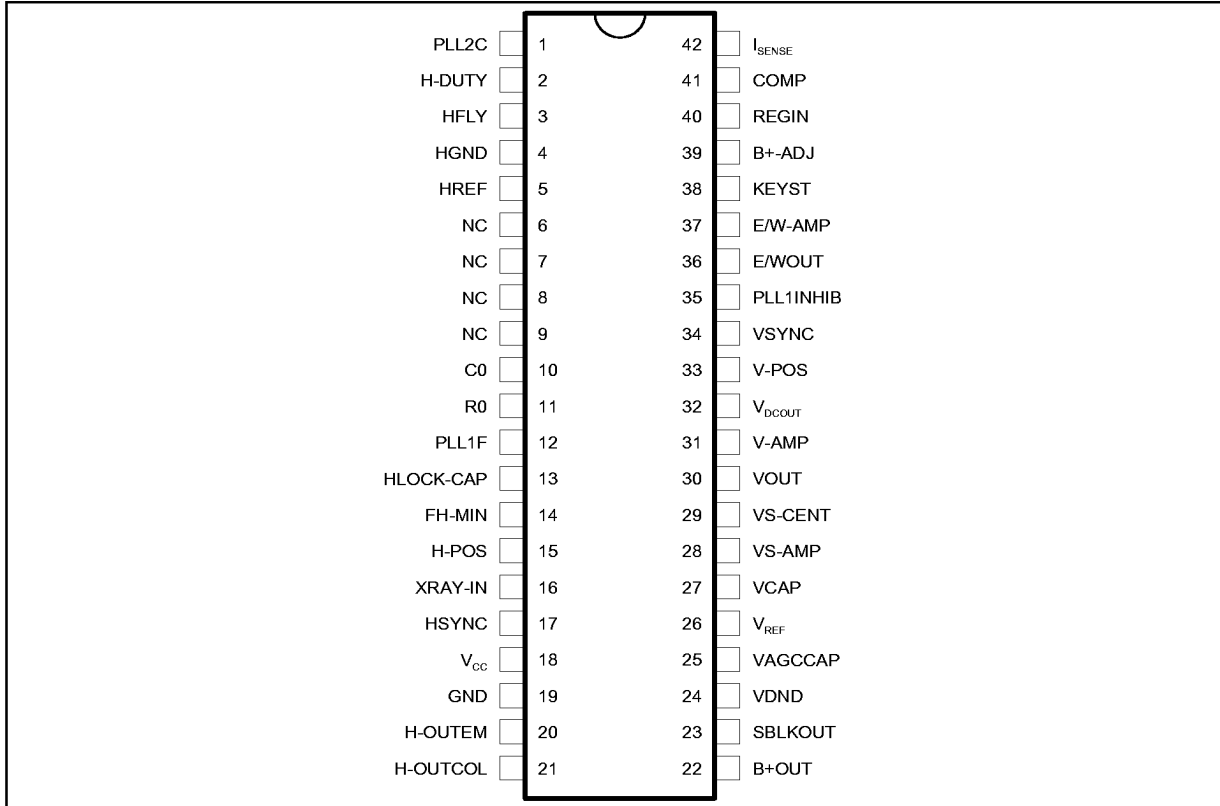 PLL2C 1 42 ISENSE
H-DUTY 2 41 COMP
HFLY 3 40 REGIN
HGND 4 39 B+-ADJ
HREF 5 38 KEYST
NC 6 37 E/W-AMP
NC 7 36 E/WOUT
NC 8 35 PLL1INHIB
NC 9 34 VSYNC
C0 10 33 V-POS
R0 11 32 VDCOUT
PLL1F 12 31 V-AMP
HLOCK-CAP 13 30 VOUT
FH-MIN 14 29 VS-CENT
H-POS 15 28 VS-AMP
XRAY-IN 16 27 VCAP
HSYNC 17 26 VREF
VCC 18 25 VAGCCAP
GND 19 24 VDND
H-OUTEM 20 23 SBLKOUT
H-OUTCOL 21 22 B+OUT